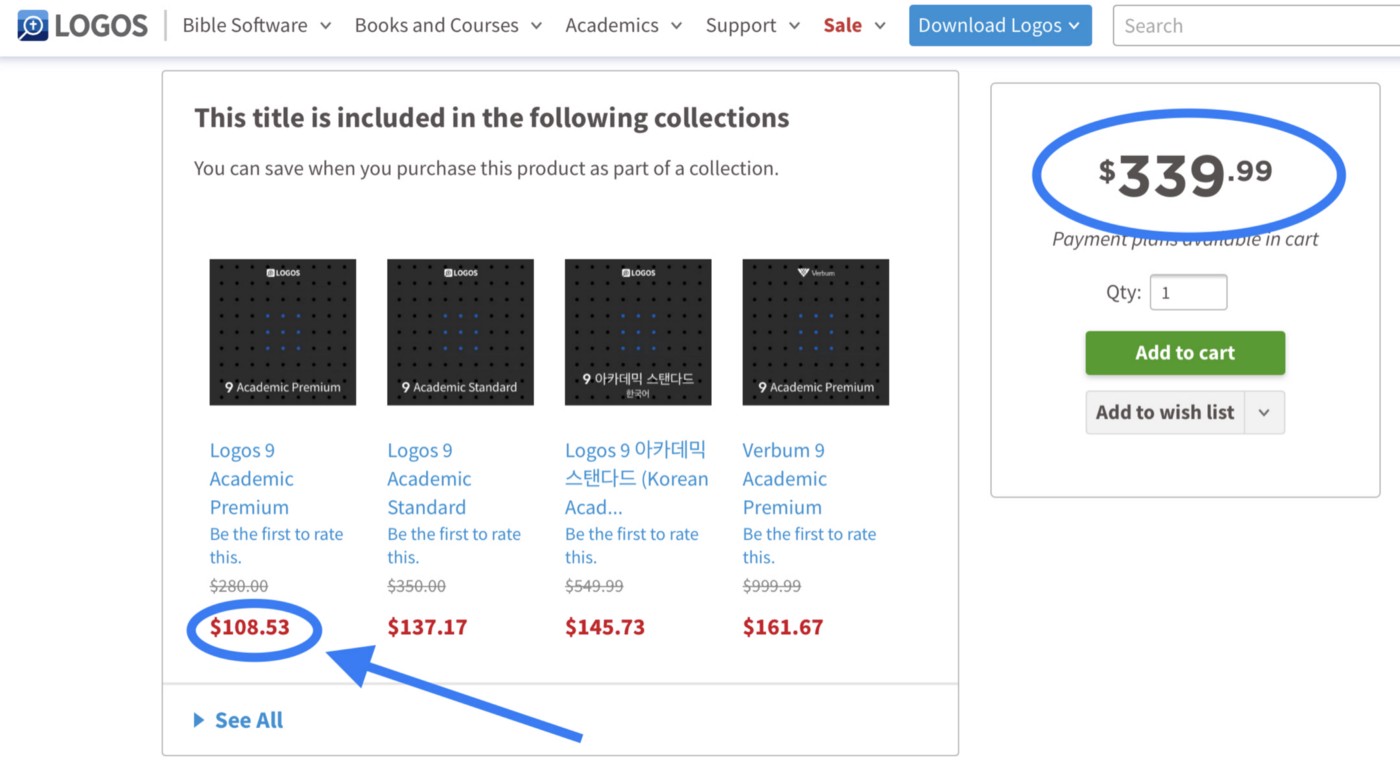 LOGOS Bible Software Books and Courses Academics Support Sale Download Logos Search
This title is included in the following collections
You can save when you purchase this product as part of a collection.
LOGOS
9 Academic Premium
LOGOS
9 Academic Standard
LOGOS
9 아카데믹 스탠다드
한국어
Verbum
9 Academic Premium
Logos 9
Academic
Premium
Be the first to rate
this.
$280.00
$108.53
Logos 9
Academic
Standard
Be the first to rate
this.
$350.00
$137.17
Logos 9 아카데믹
스탠다드 (Korean
Acad...
Be the first to rate
this.
$549.99
$145.73
Verbum 9
Academic
Premium
Be the first to rate
this.
$999.99
$161.67
See All
$339.99
Payment plans available in cart
Qty: 1
Add to cart
Add to wish list